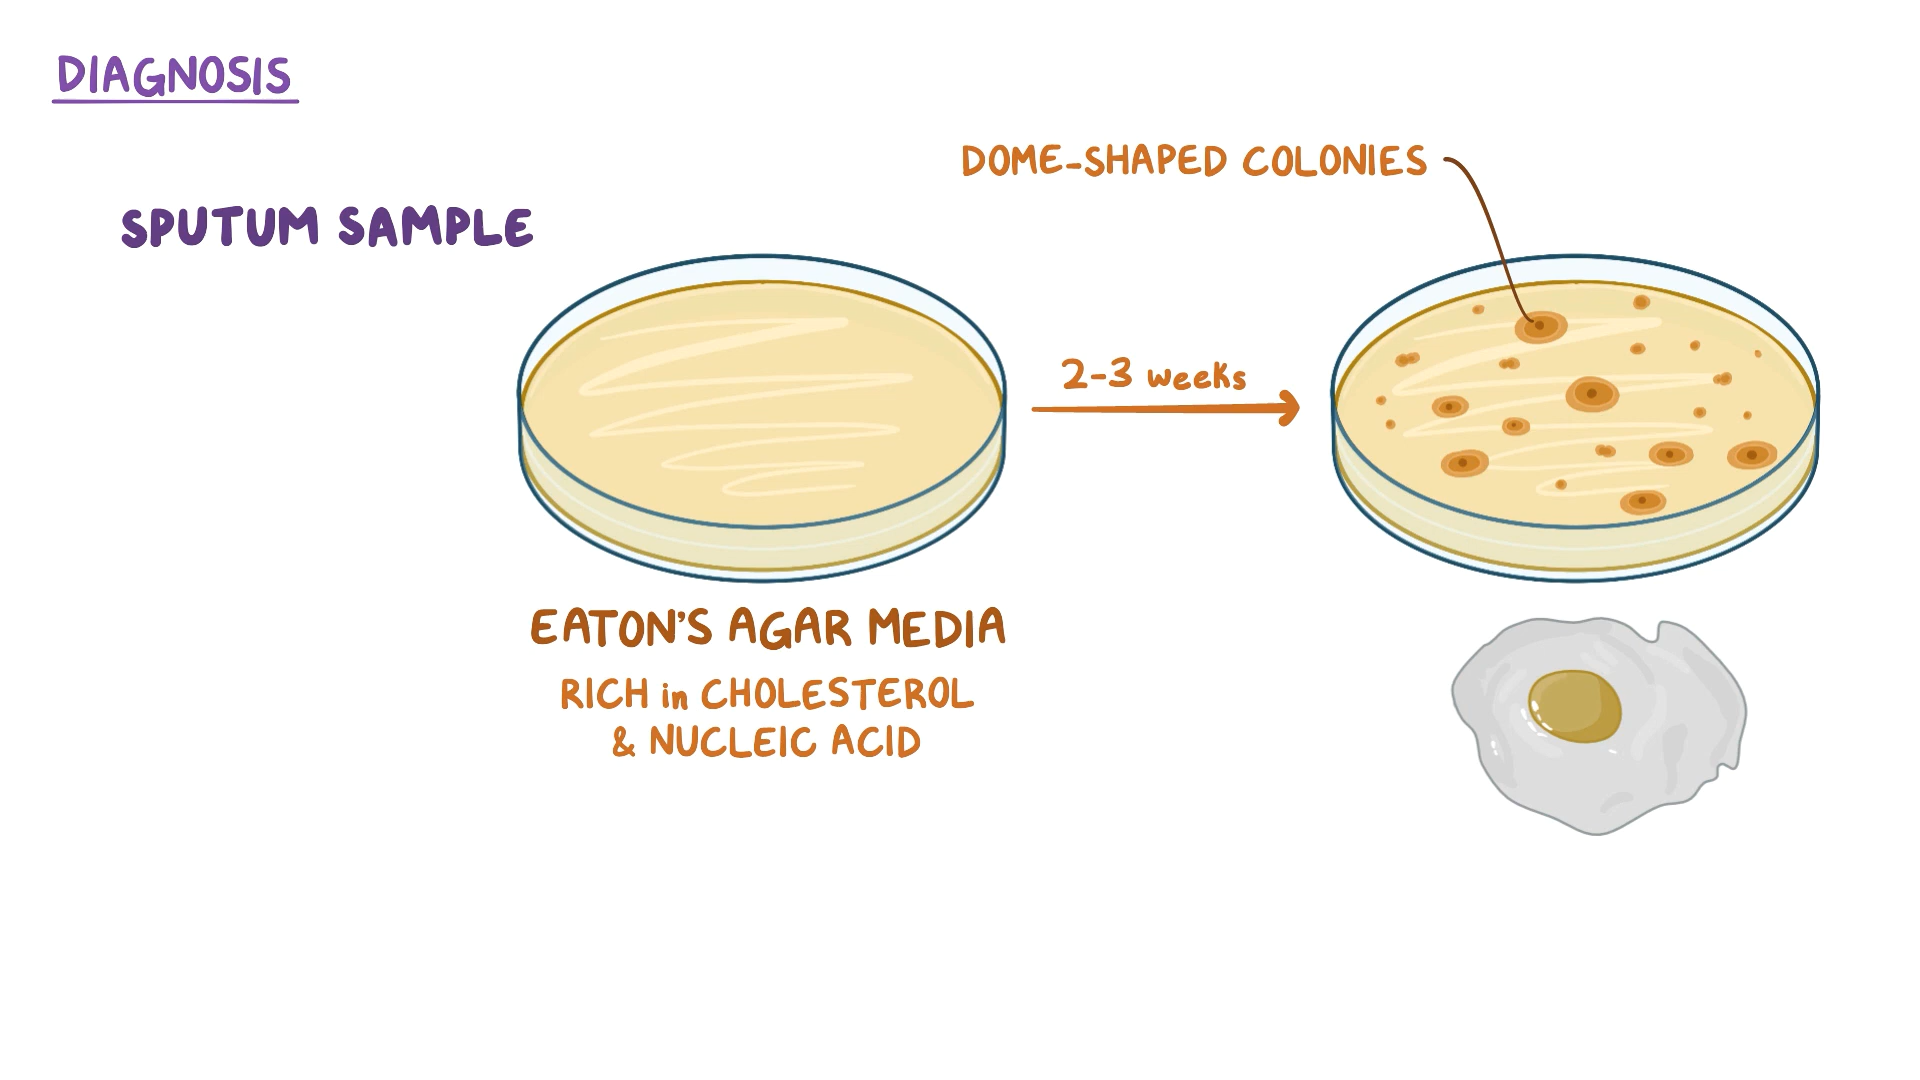 DIAGNOSIS
SPUTUM SAMPLE
DOME-SHAPED COLONIES
2-3 weeks
EATON'S AGAR MEDIA
RICH in CHOLESTEROL
& NUCLEIC ACID